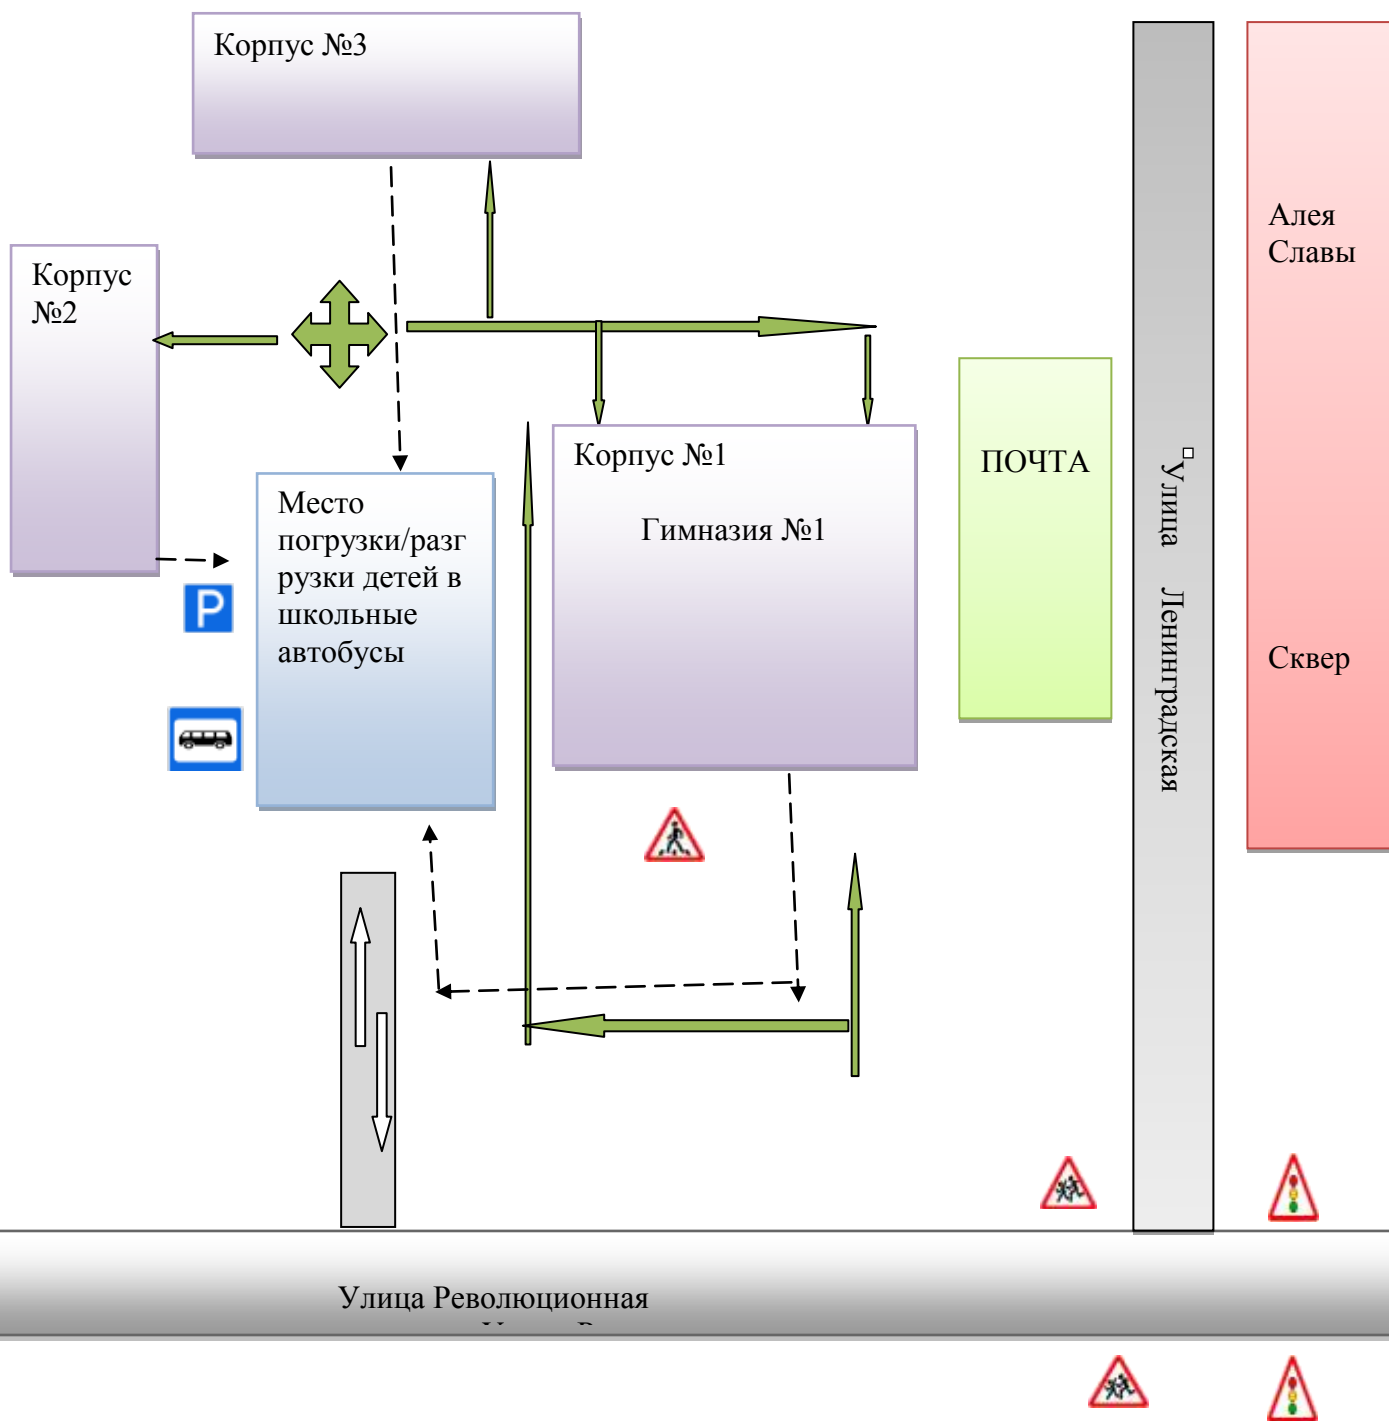 Корпус №3
Корпус
№2
Алея
Славы
Корпус №1
Гимназия №1
ПОЧТА
Место
погрузки/разг
рузки детей в
школьные
автобусы
P
Улица Ленинградская
Сквер
Улица Революционная